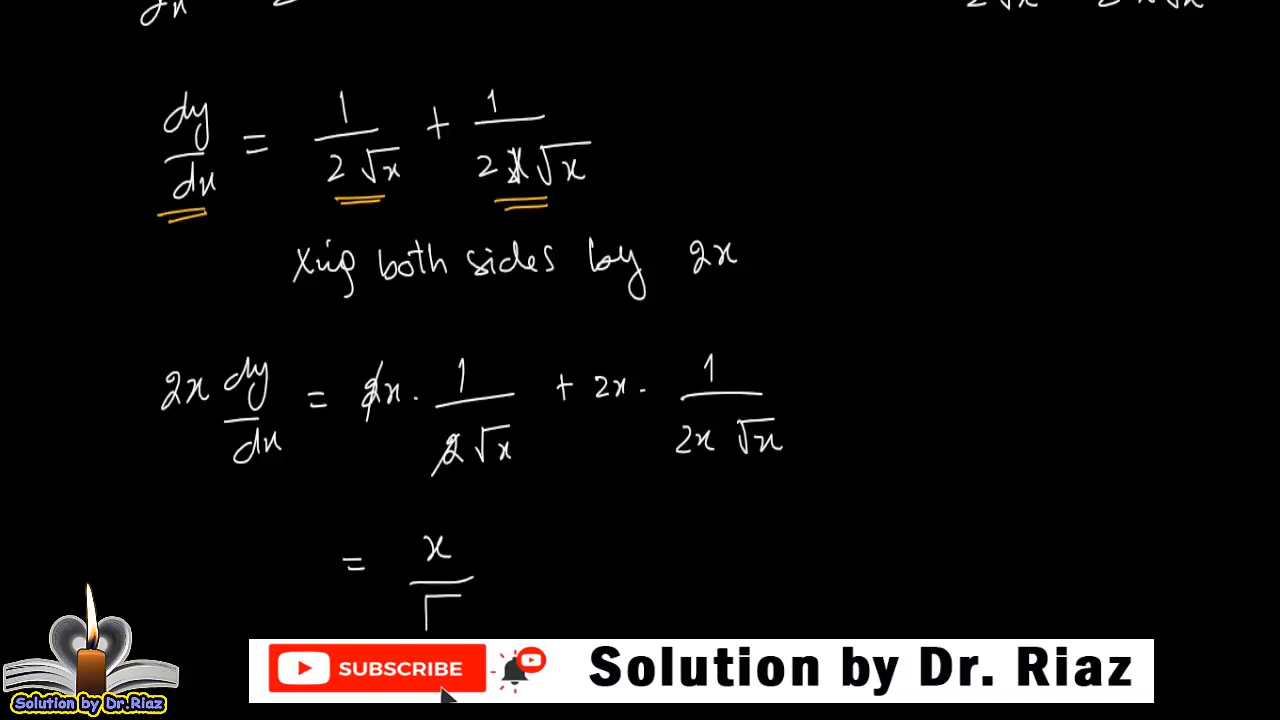 dy/dx = 1/(2√x) + 1/(2x√x)
Xing both sides by 2x
2x dy/dx = 2x · 1/(2√x) + 2x · 1/(2x √x)
= x/√
SUBSCRIBE
Solution by Dr. Riaz
Solution by Dr.Riaz